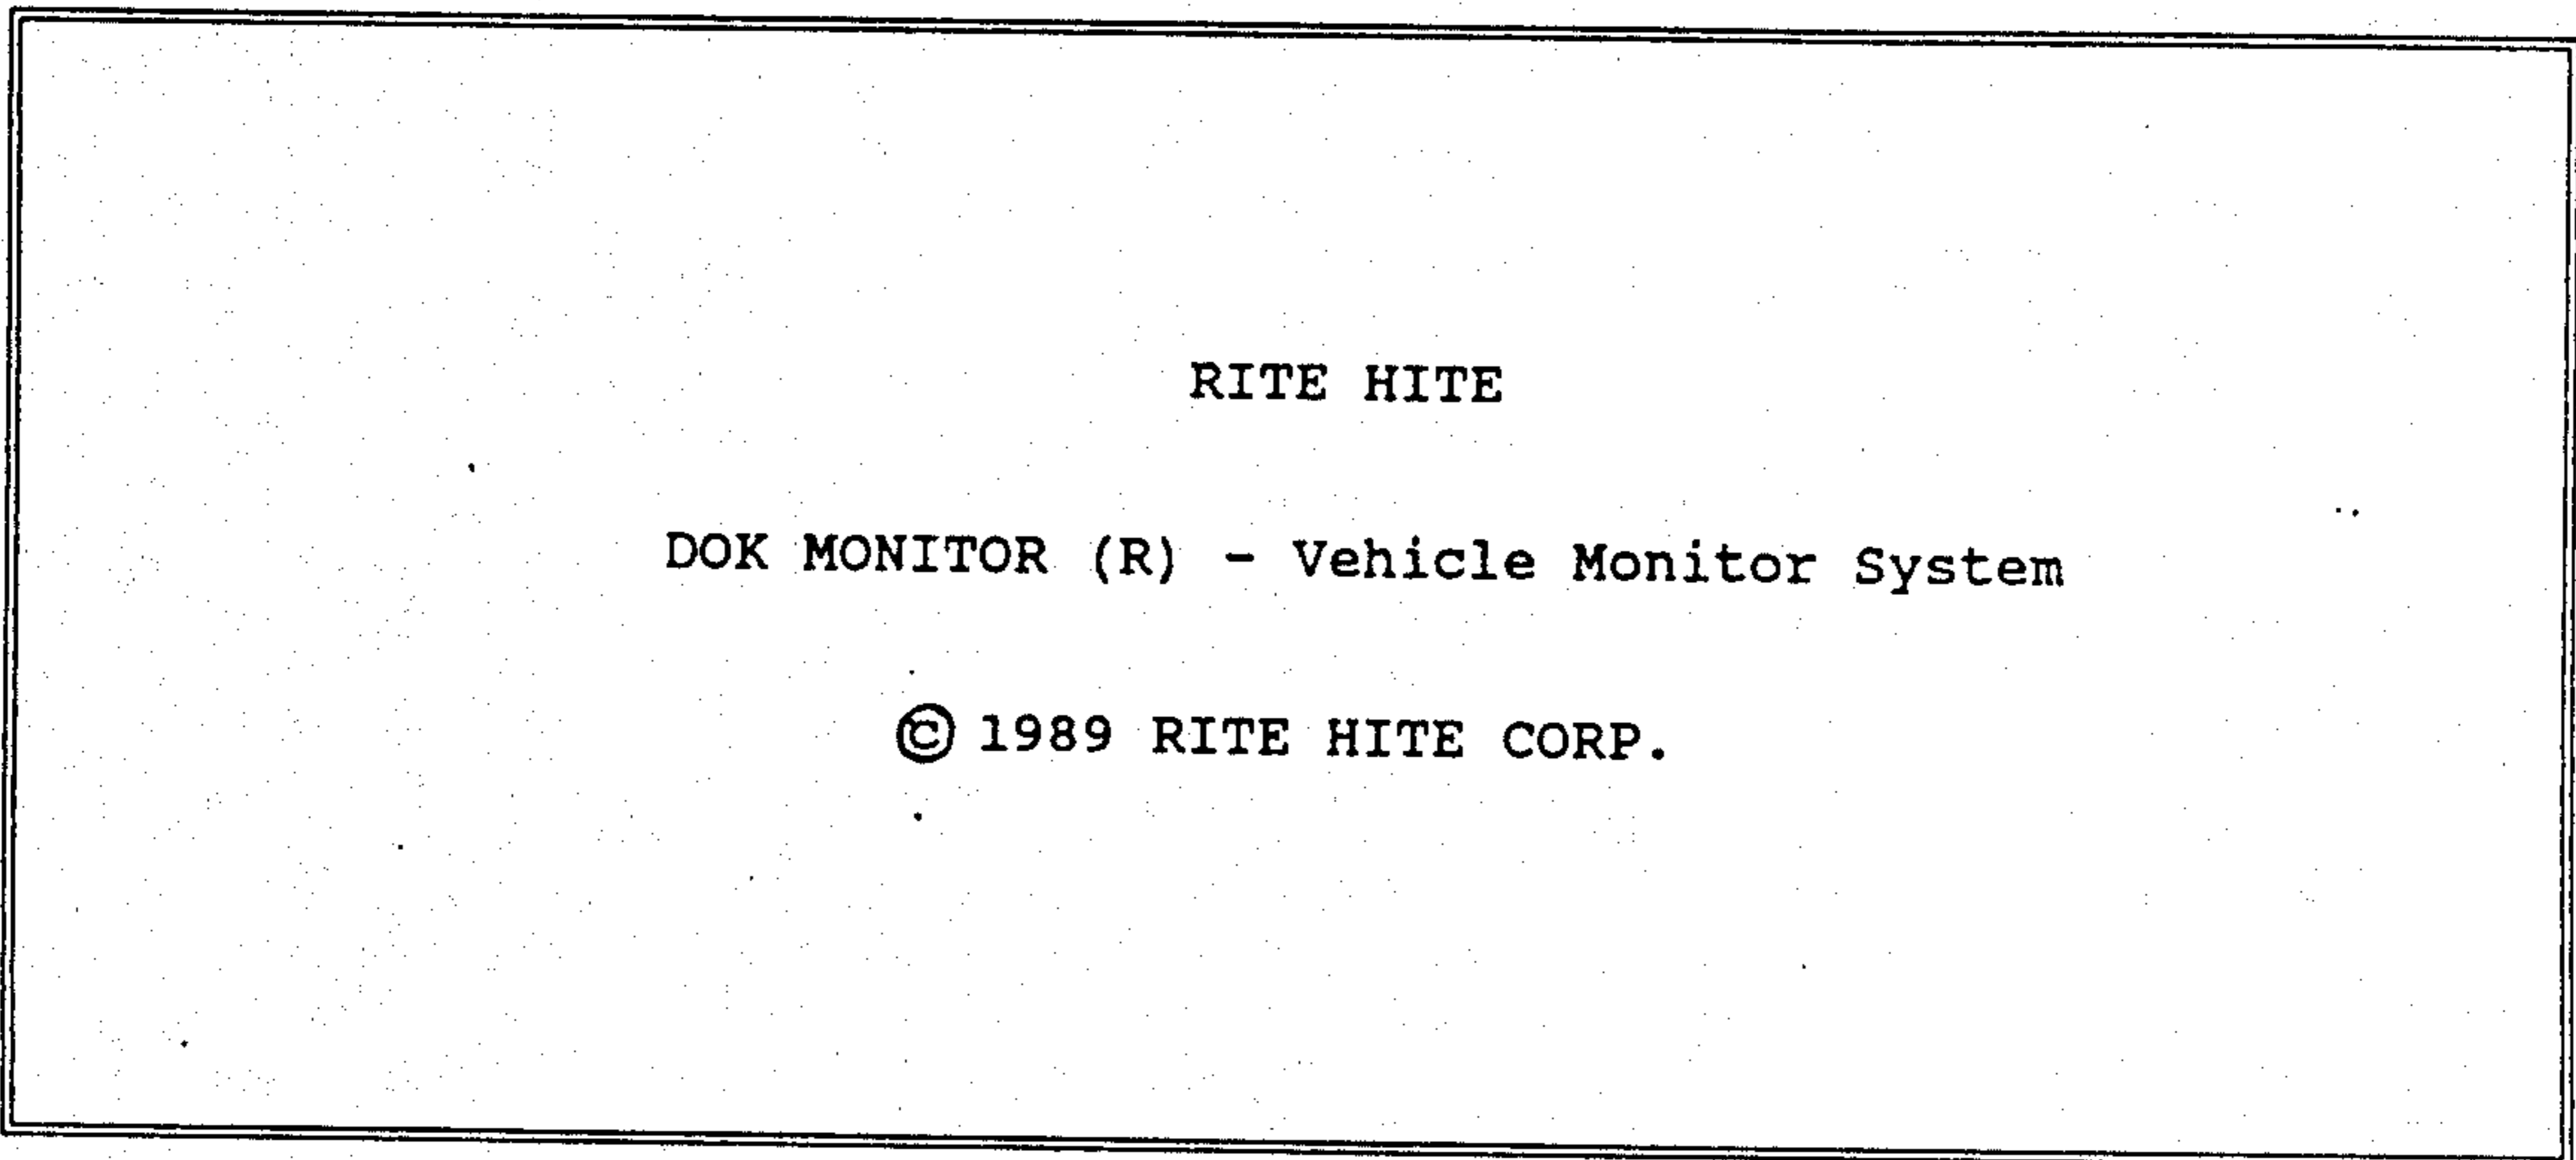 RITE HITE
DOK MONITOR (R) - Vehicle Monitor System
© 1989 RITE HITE CORP.